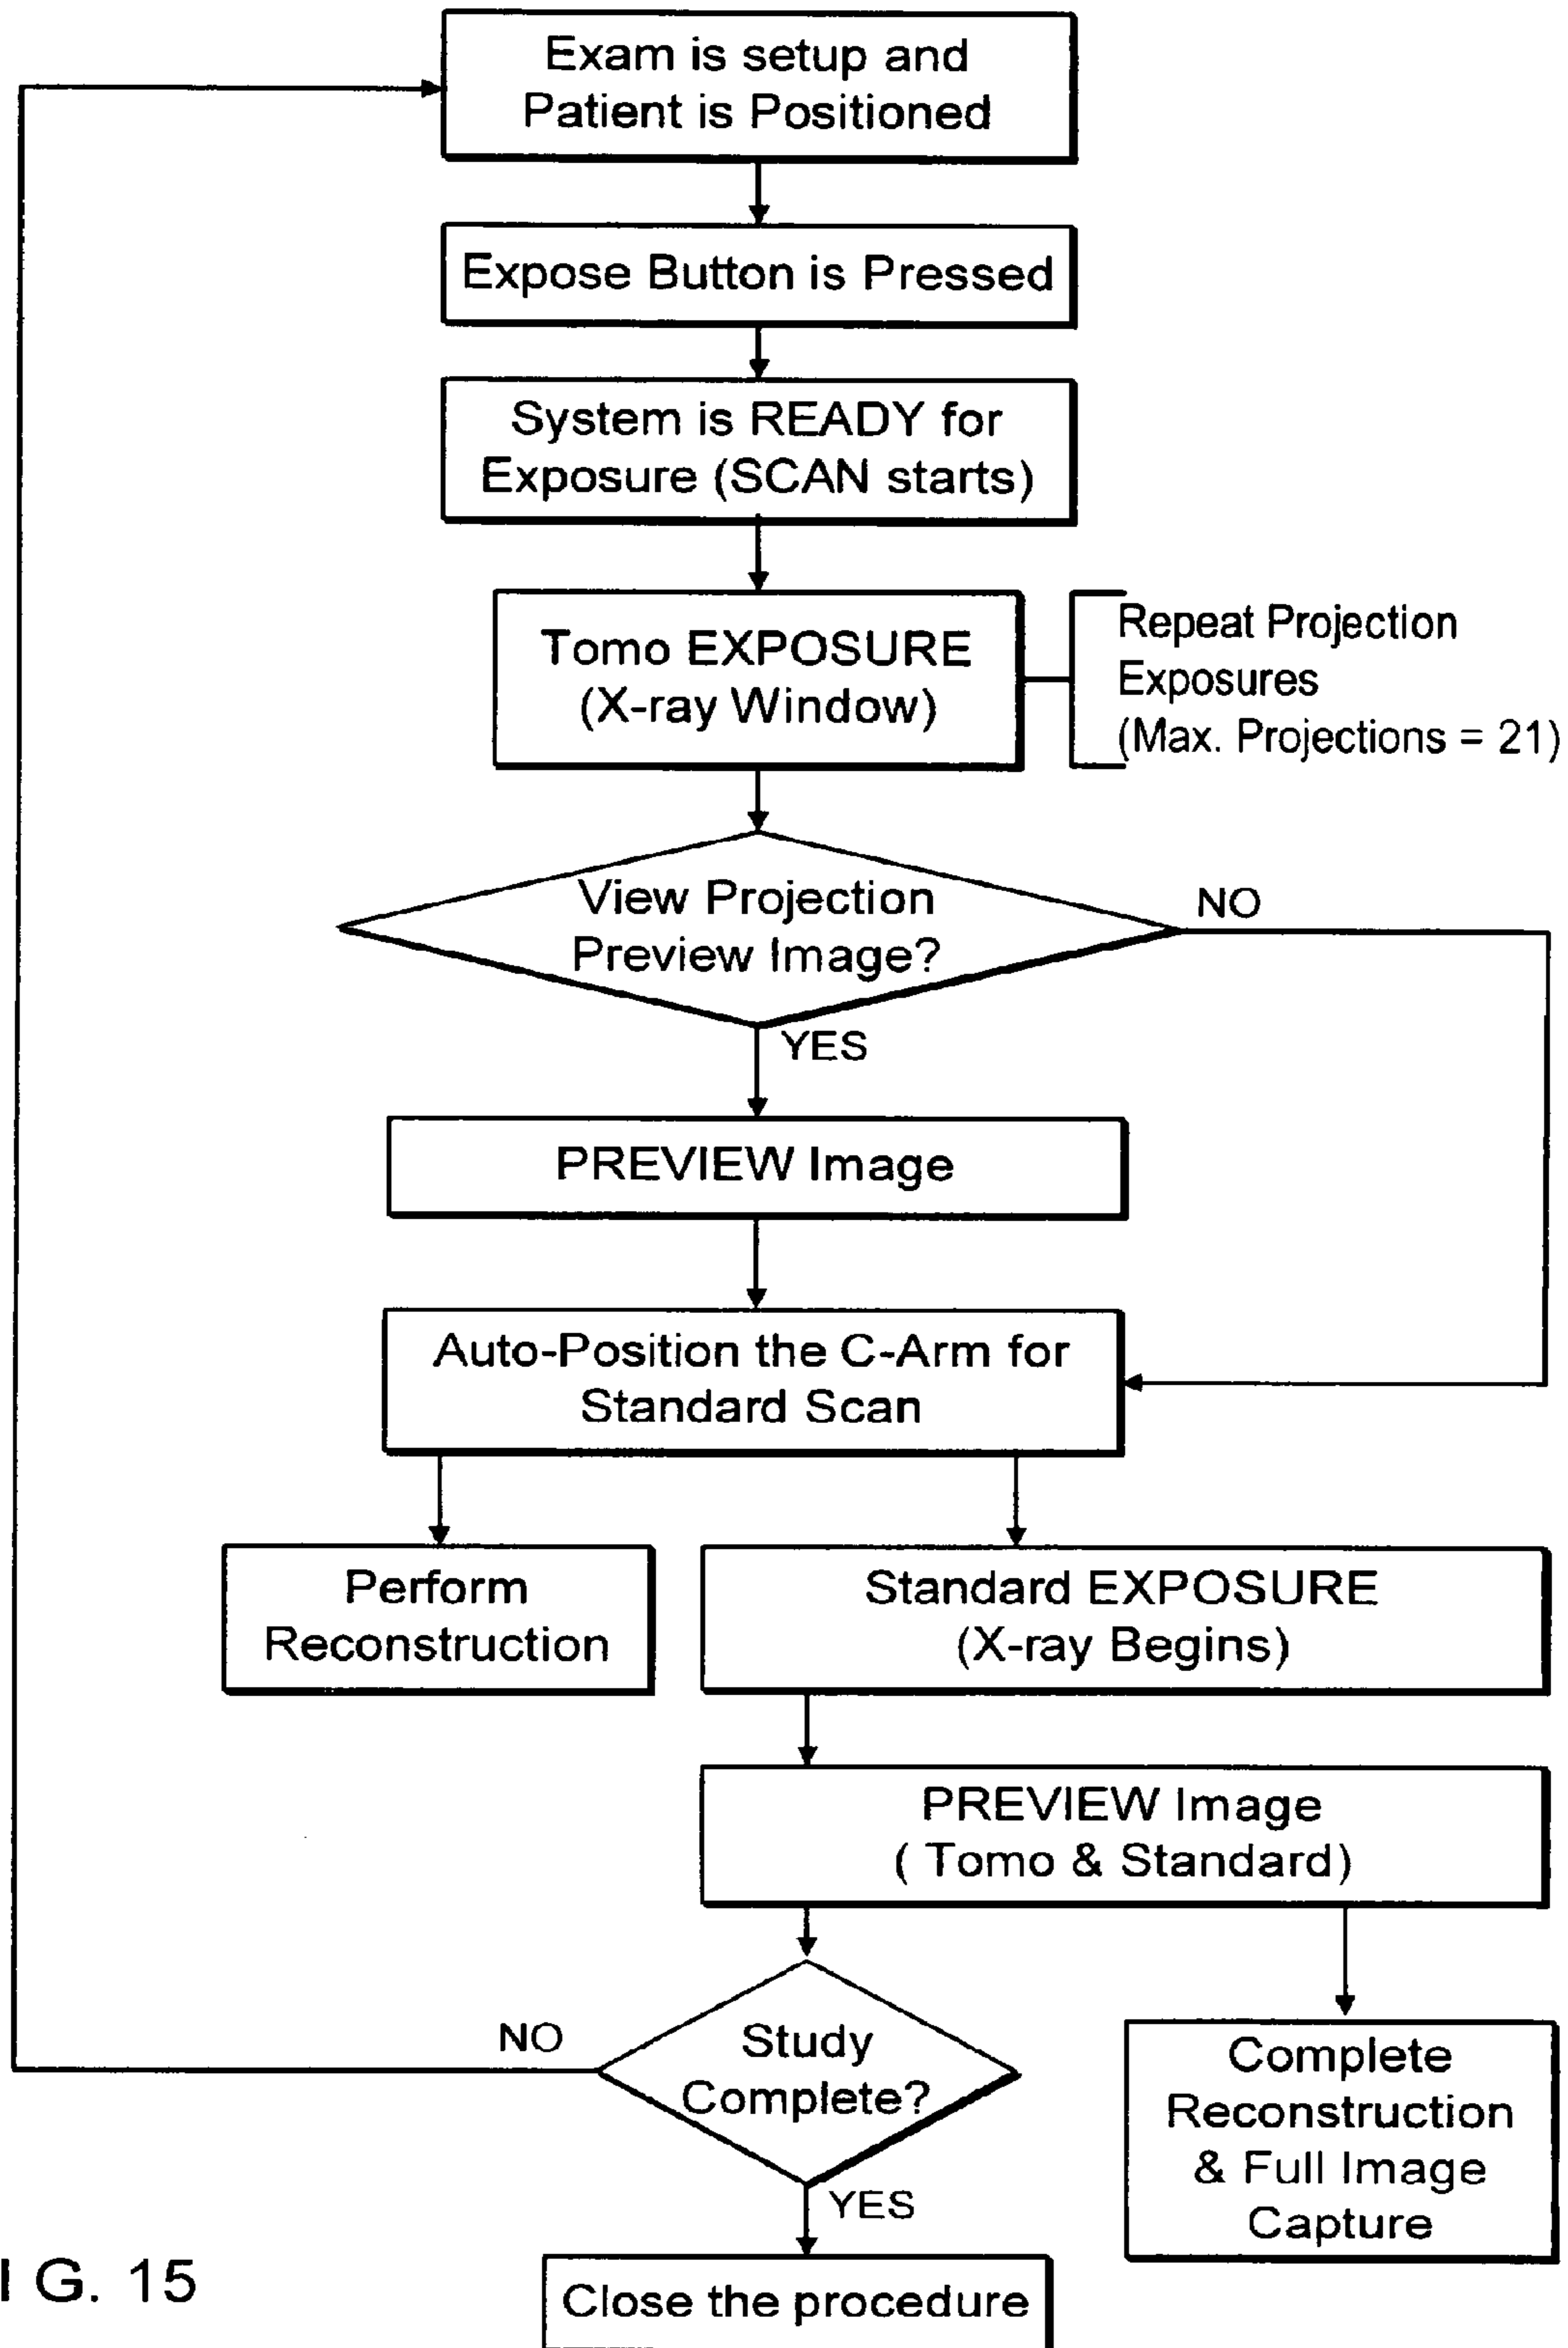 Exam is setup and
Patient is Positioned
Expose Button is Pressed
System is READY for
Exposure (SCAN starts)
Tomo EXPOSURE
(X-ray Window)
Repeat Projection
Exposures
(Max. Projections = 21)
View Projection
Preview Image?
NO
YES
PREVIEW Image
Auto-Position the C-Arm for
Standard Scan
Perform
Reconstruction
Standard EXPOSURE
(X-ray Begins)
PREVIEW Image
( Tomo & Standard)
NO
Study
Complete?
YES
Complete
Reconstruction
& Full Image
Capture
Close the procedure
I G. 15